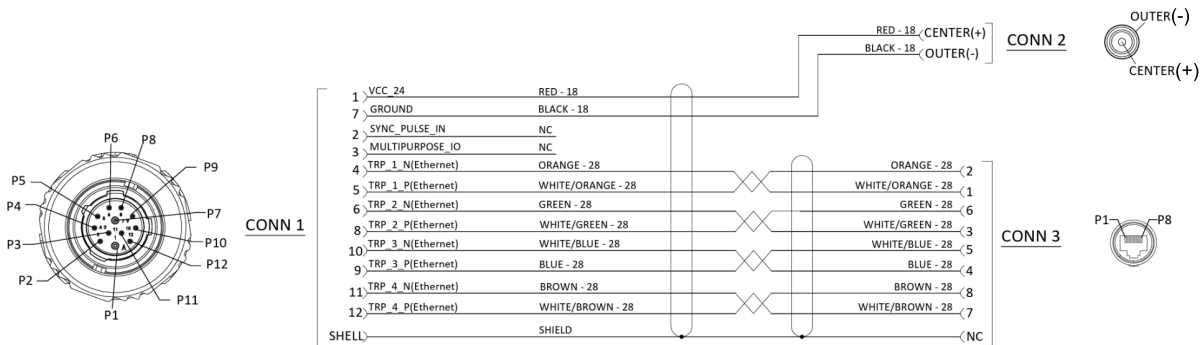 OUTER(-)
RED - 18 CENTER(+)
CONN 2
BLACK - 18 OUTER(-)
CENTER(+)
1 VCC_24 RED - 18
7 GROUND BLACK - 18
2 SYNC_PULSE_IN NC
3 MULTIPURPOSE_IO NC
4 TRP_1_N(Ethernet) ORANGE - 28 ORANGE - 28 2
5 TRP_1_P(Ethernet) WHITE/ORANGE - 28 WHITE/ORANGE - 28 1
6 TRP_2_N(Ethernet) GREEN - 28 GREEN - 28 6
8 TRP_2_P(Ethernet) WHITE/GREEN - 28 WHITE/GREEN - 28 3
10 TRP_3_N(Ethernet) WHITE/BLUE - 28 WHITE/BLUE - 28 5
9 TRP_3_P(Ethernet) BLUE - 28 BLUE - 28 4
11 TRP_4_N(Ethernet) BROWN - 28 BROWN - 28 8
12 TRP_4_P(Ethernet) WHITE/BROWN - 28 WHITE/BROWN - 28 7
SHELL SHIELD NC
CONN 1
CONN 3
P6
P8
P9
P5
P4
P7
P3
P10
P12
P2
P11
P1
P1 P8